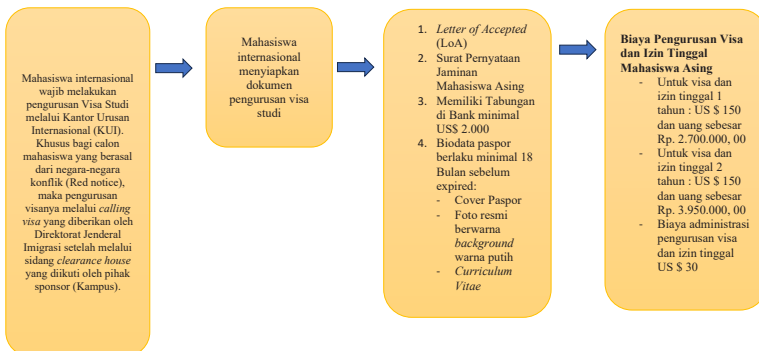 Mahasiswa internasional
wajib melakukan
pengurusan Visa Studi
melalui Kantor Urusan
Internasional (KUI).
Khusus bagi calon
mahasiswa yang berasal
dari negara-negara
konflik (Red notice),
maka pengurusan
visanya melalui calling
visa yang diberikan oleh
Direktorat Jenderal
Imigrasi setelah melalui
sidang clearance house
yang diikuti oleh pihak
sponsor (Kampus).
Mahasiswa
internasional
menyiapkan
dokumen
pengurusan visa
studi
1. Letter of Accepted
(LoA)
2. Surat Pernyataan
Jaminan
Mahasiswa Asing
3. Memiliki Tabungan
di Bank minimal
US$ 2.000
4. Biodata paspor
berlaku minimal 18
Bulan sebelum
expired:
- Cover Paspor
- Foto resmi
berwarna
background
warna putih
- Curriculum
Vitae
Biaya Pengurusan Visa
dan Izin Tinggal
Mahasiswa Asing
- Untuk visa dan
izin tinggal 1
tahun : US $ 150
dan uang sebesar
Rp. 2.700.000, 00
- Untuk visa dan
izin tinggal 2
tahun : US $ 150
dan uang sebesar
Rp. 3.950.000, 00
- Biaya administrasi
pengurusan visa
dan izin tinggal
US $ 30